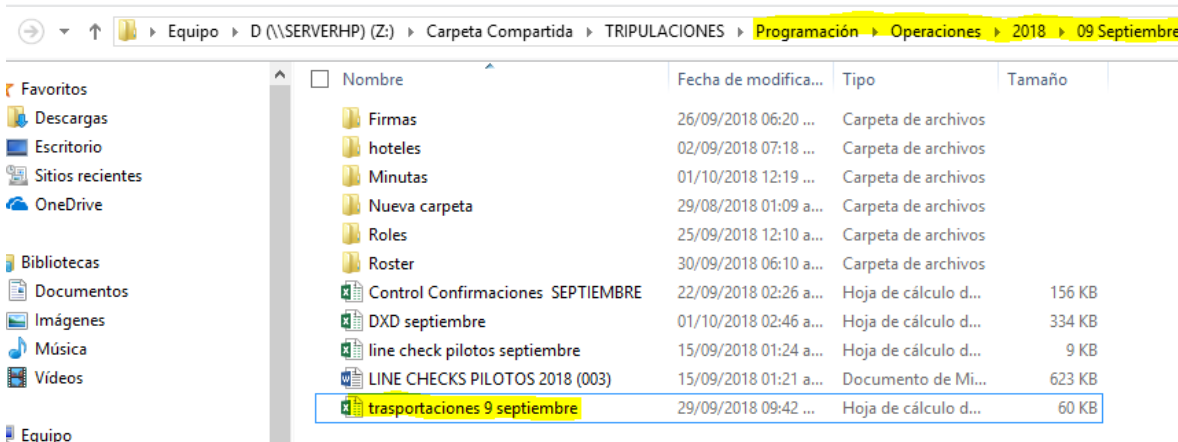 Equipo D (\\SERVERHP) (Z:) Carpeta Compartida TRIPULACIONES Programación Operaciones 2018 09 Septiembre
Favoritos
Descargas
Escritorio
Sitios recientes
OneDrive
Bibliotecas
Documentos
Imágenes
Música
Vídeos
Equipo
Nombre Fecha de modifica... Tipo Tamaño
Firmas 26/09/2018 06:20 ... Carpeta de archivos
hoteles 02/09/2018 07:18 ... Carpeta de archivos
Minutas 01/10/2018 12:19 ... Carpeta de archivos
Nueva carpeta 29/08/2018 01:09 a... Carpeta de archivos
Roles 25/09/2018 12:10 a... Carpeta de archivos
Roster 30/09/2018 06:10 a... Carpeta de archivos
Control Confirmaciones  SEPTIEMBRE 22/09/2018 02:26 a... Hoja de cálculo d... 156 KB
DXD septiembre 01/10/2018 02:46 a... Hoja de cálculo d... 334 KB
line check pilotos septiembre 15/09/2018 01:24 a... Hoja de cálculo d... 9 KB
LINE CHECKS PILOTOS 2018 (003) 15/09/2018 01:21 a... Documento de Mi... 623 KB
trasportaciones 9 septiembre 29/09/2018 09:42 ... Hoja de cálculo d... 60 KB